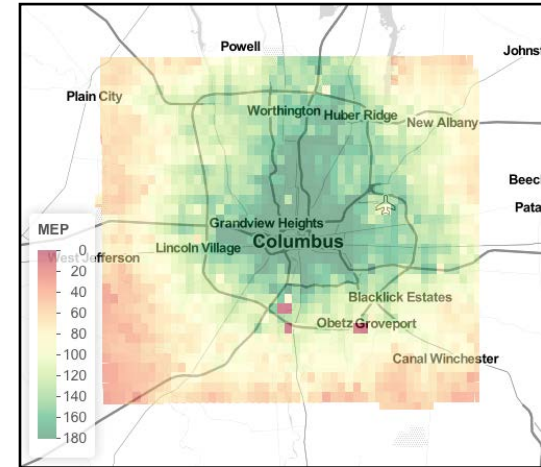 Powell
Johnst
Plain City
Worthington
Huber Ridge
New Albany
Beech
Pata
Grandview Heights
Columbus
Lincoln Village
West Jefferson
MEP
0
20
40
60
80
100
120
140
160
180
Blacklick Estates
Obetz
Groveport
Canal Winchester